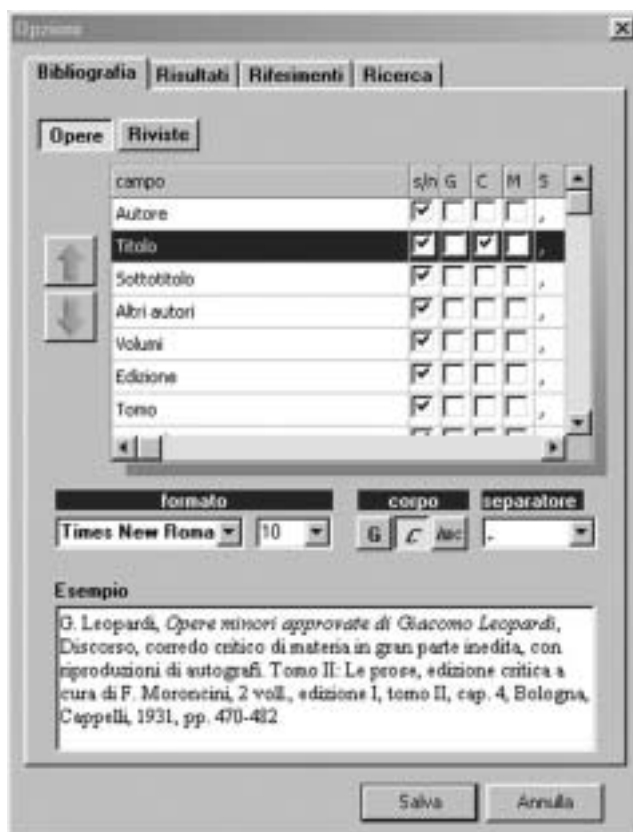 Opzione
Bibliografia Risultati Riferimenti Ricerca
Opere Riviste
campo s/n G C M S
Autore ,
Titolo ,
Sottotitolo ,
Altri autori ,
Volumi ,
Edizione ,
Tomo ,
formato corpo separatore
Times New Roma 10 G C ABC ,
Esempio
G. Leopardi, Opere minori approvate di Giacomo Leopardi,
Discorso, corredo critico di materia in gran parte inedita, con
riproduzioni di autografi. Tomo II: Le prose, edizione critica a
cura di F. Moroncini, 2 voll., edizione I, tomo II, cap. 4, Bologna,
Cappelli, 1931, pp. 470-482
Salva Annulla